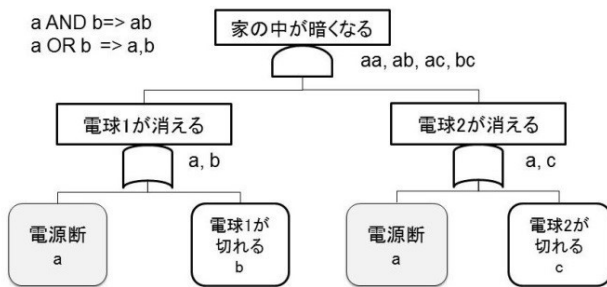 a AND b=> ab
a OR b => a,b
家の中が暗くなる
aa, ab, ac, bc
電球1が消える
電球2が消える
a, b
a, c
電源断
a
電球1が
切れる
b
電源断
a
電球2が
切れる
c